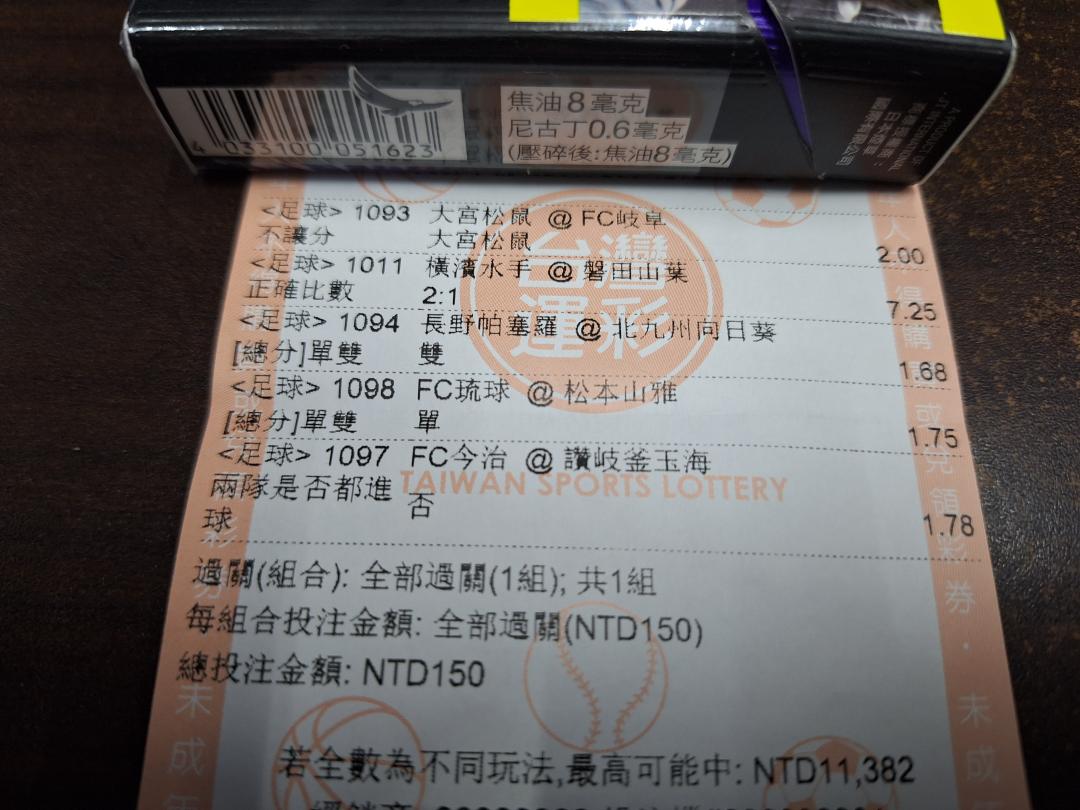 4 033100 051623
焦油8毫克
尼古丁0.6毫克
(壓碎後:焦油8毫克)
<足球> 1093 大宮松鼠 @ FC岐阜
不讓分 大宮松鼠 2.00
<足球> 1011 橫濱水手 @ 磐田山葉
正確比數 2:1 7.25
<足球> 1094 長野帕塞羅 @ 北九州向日葵
[總分]單雙 雙 1.68
<足球> 1098 FC琉球 @ 松本山雅
[總分]單雙 單 1.75
<足球> 1097 FC今治 @ 讚岐釜玉海
兩隊是否都進 否
球 1.78
台灣
運彩
TAIWAN SPORTS LOTTERY
過關(組合): 全部過關(1組); 共1組
每組合投注金額: 全部過關(NTD150)
總投注金額: NTD150
若全數為不同玩法,最高可能中: NTD11,382